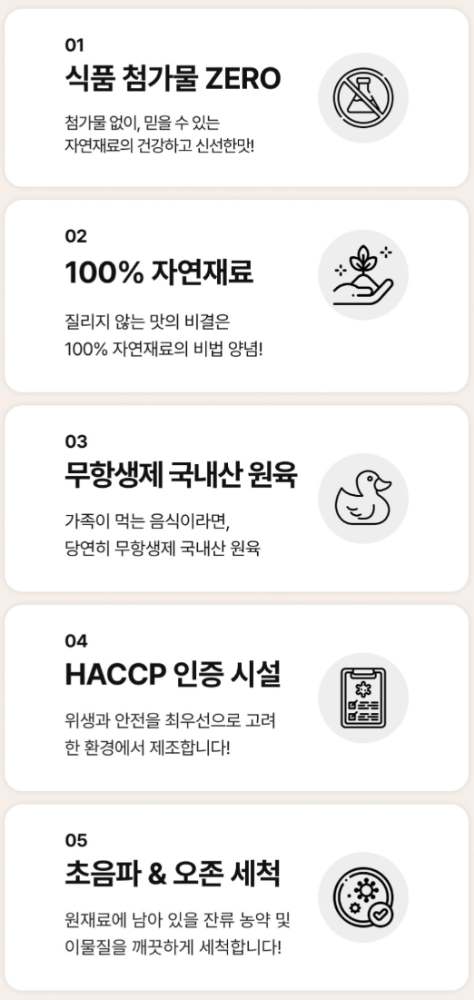 01
식품 첨가물 ZERO
첨가물 없이, 믿을 수 있는
자연재료의 건강하고 신선한맛!
02
100% 자연재료
질리지 않는 맛의 비결은
100% 자연재료의 비법 양념!
03
무항생제 국내산 원육
가족이 먹는 음식이라면,
당연히 무항생제 국내산 원육
04
HACCP 인증 시설
위생과 안전을 최우선으로 고려
한 환경에서 제조합니다!
05
초음파 & 오존 세척
원재료에 남아 있을 잔류 농약 및
이물질을 깨끗하게 세척합니다!